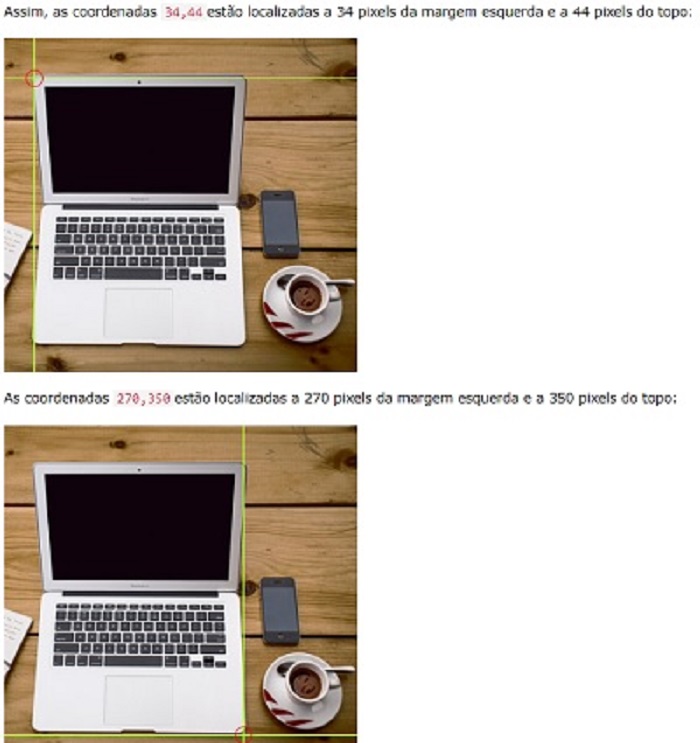 Assim, as coordenadas 34,44 estão localizadas a 34 pixels da margem esquerda e a 44 pixels do topo:
As coordenadas 270,350 estão localizadas a 270 pixels da margem esquerda e a 350 pixels do topo: